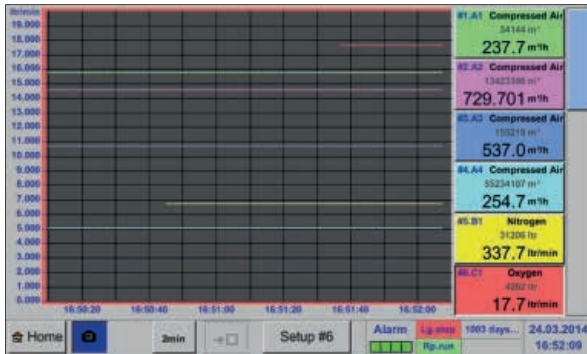 ltr/min
19.000
18.000
17.000
16.000
15.000
14.000
13.000
12.000
11.000
10.000
9.000
8.000
7.000
6.000
5.000
4.000
3.000
2.000
1.000
0.000
16:50:20 16:50:40 16:51:00 16:51:20 16:51:40 16:52:00
#1.A1 Compressed Air
34144 m³
237.7 m³/h
#2.A2 Compressed Air
m³
729.701 m³/h
#3.A3 Compressed Air
m³
537.0 m³/h
#4.A4 Compressed Air
55234107 m³
254.7 m³/h
#5.B1 Nitrogen
31206 ltr
337.7 ltr/min
#6.C1 Oxygen
ltr
17.7 ltr/min
Home 2min Setup #6 Alarm Lg.stop 1003 days... 24.03.2014
Rp.run 16:52:09